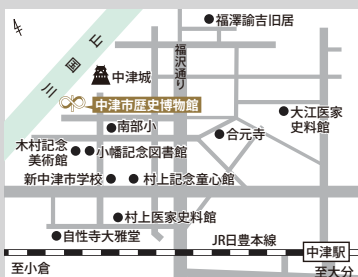 福澤諭吉旧居
三國山
福沢通り
中津城
中津市歴史博物館
大江医家
史料館
南部小
合元寺
木村記念
美術館
小幡記念図書館
新中津市学校
村上記念童心館
村上医家史料館
自性寺大雅堂
JR日豊本線
中津駅
至小倉
至大分